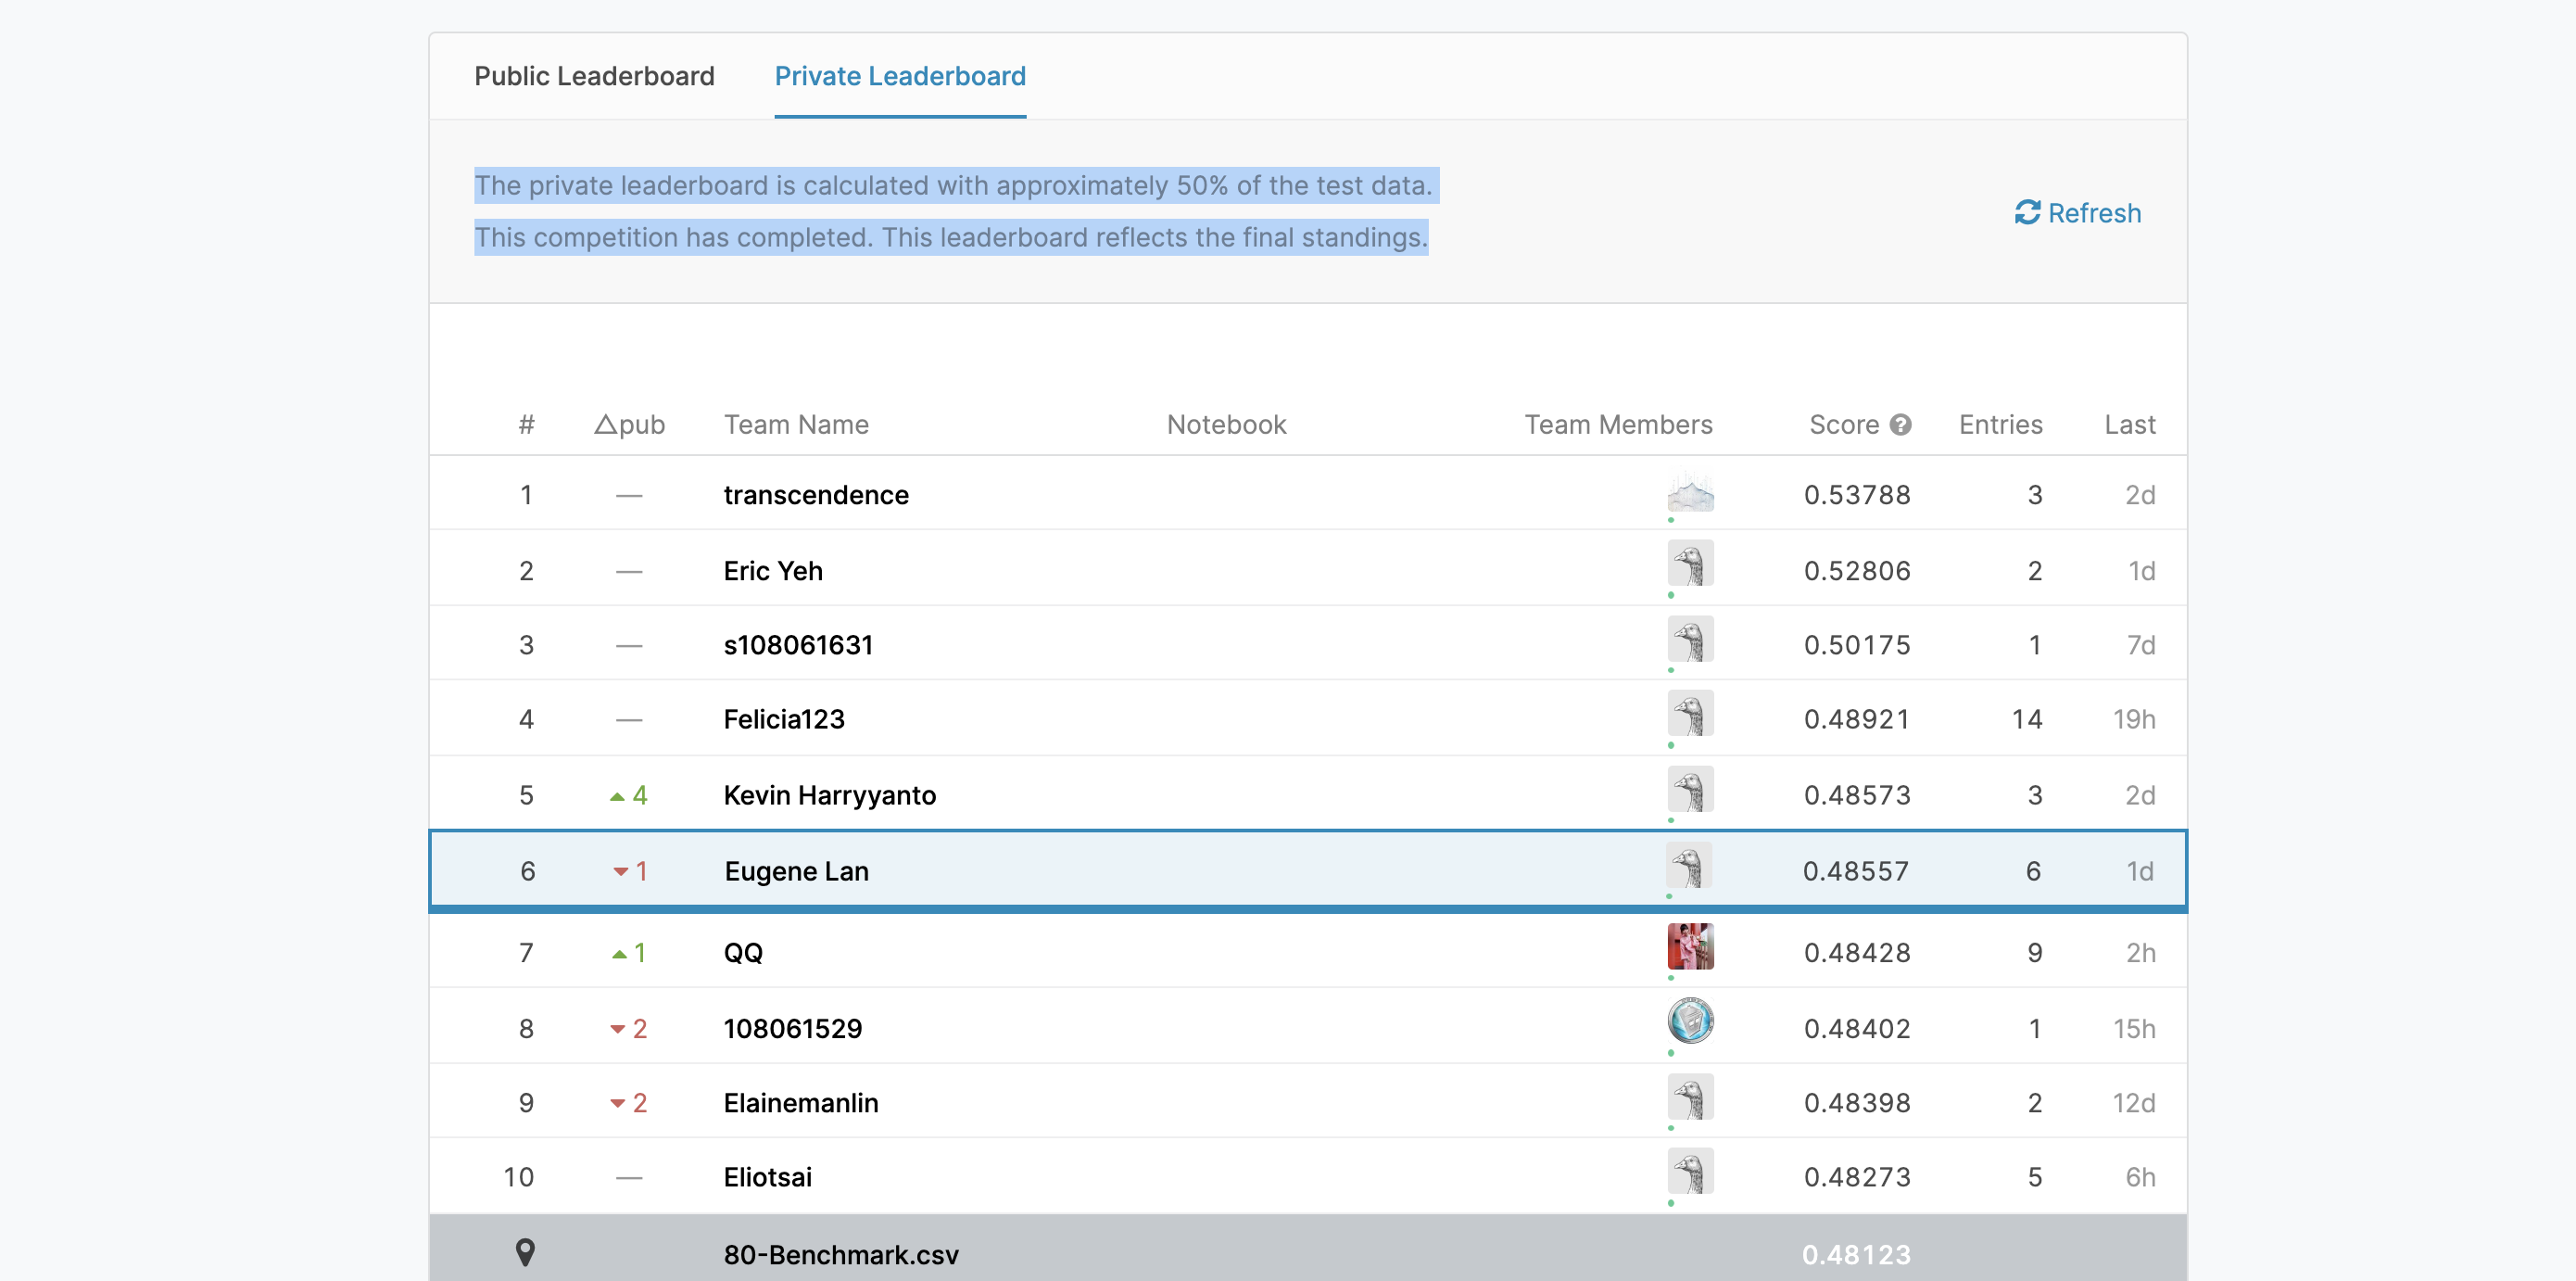 Public Leaderboard Private Leaderboard
The private leaderboard is calculated with approximately 50% of the test data.
This competition has completed. This leaderboard reflects the final standings.
Refresh
# △pub Team Name Notebook Team Members Score ? Entries Last
1 — transcendence 0.53788 3 2d
2 — Eric Yeh 0.52806 2 1d
3 — s108061631 0.50175 1 7d
4 — Felicia123 0.48921 14 19h
5 ▲ 4 Kevin Harryyanto 0.48573 3 2d
6 ▼ 1 Eugene Lan 0.48557 6 1d
7 ▲ 1 QQ 0.48428 9 2h
8 ▼ 2 108061529 0.48402 1 15h
9 ▼ 2 Elainemanlin 0.48398 2 12d
10 — Eliotsai 0.48273 5 6h
80-Benchmark.csv 0.48123